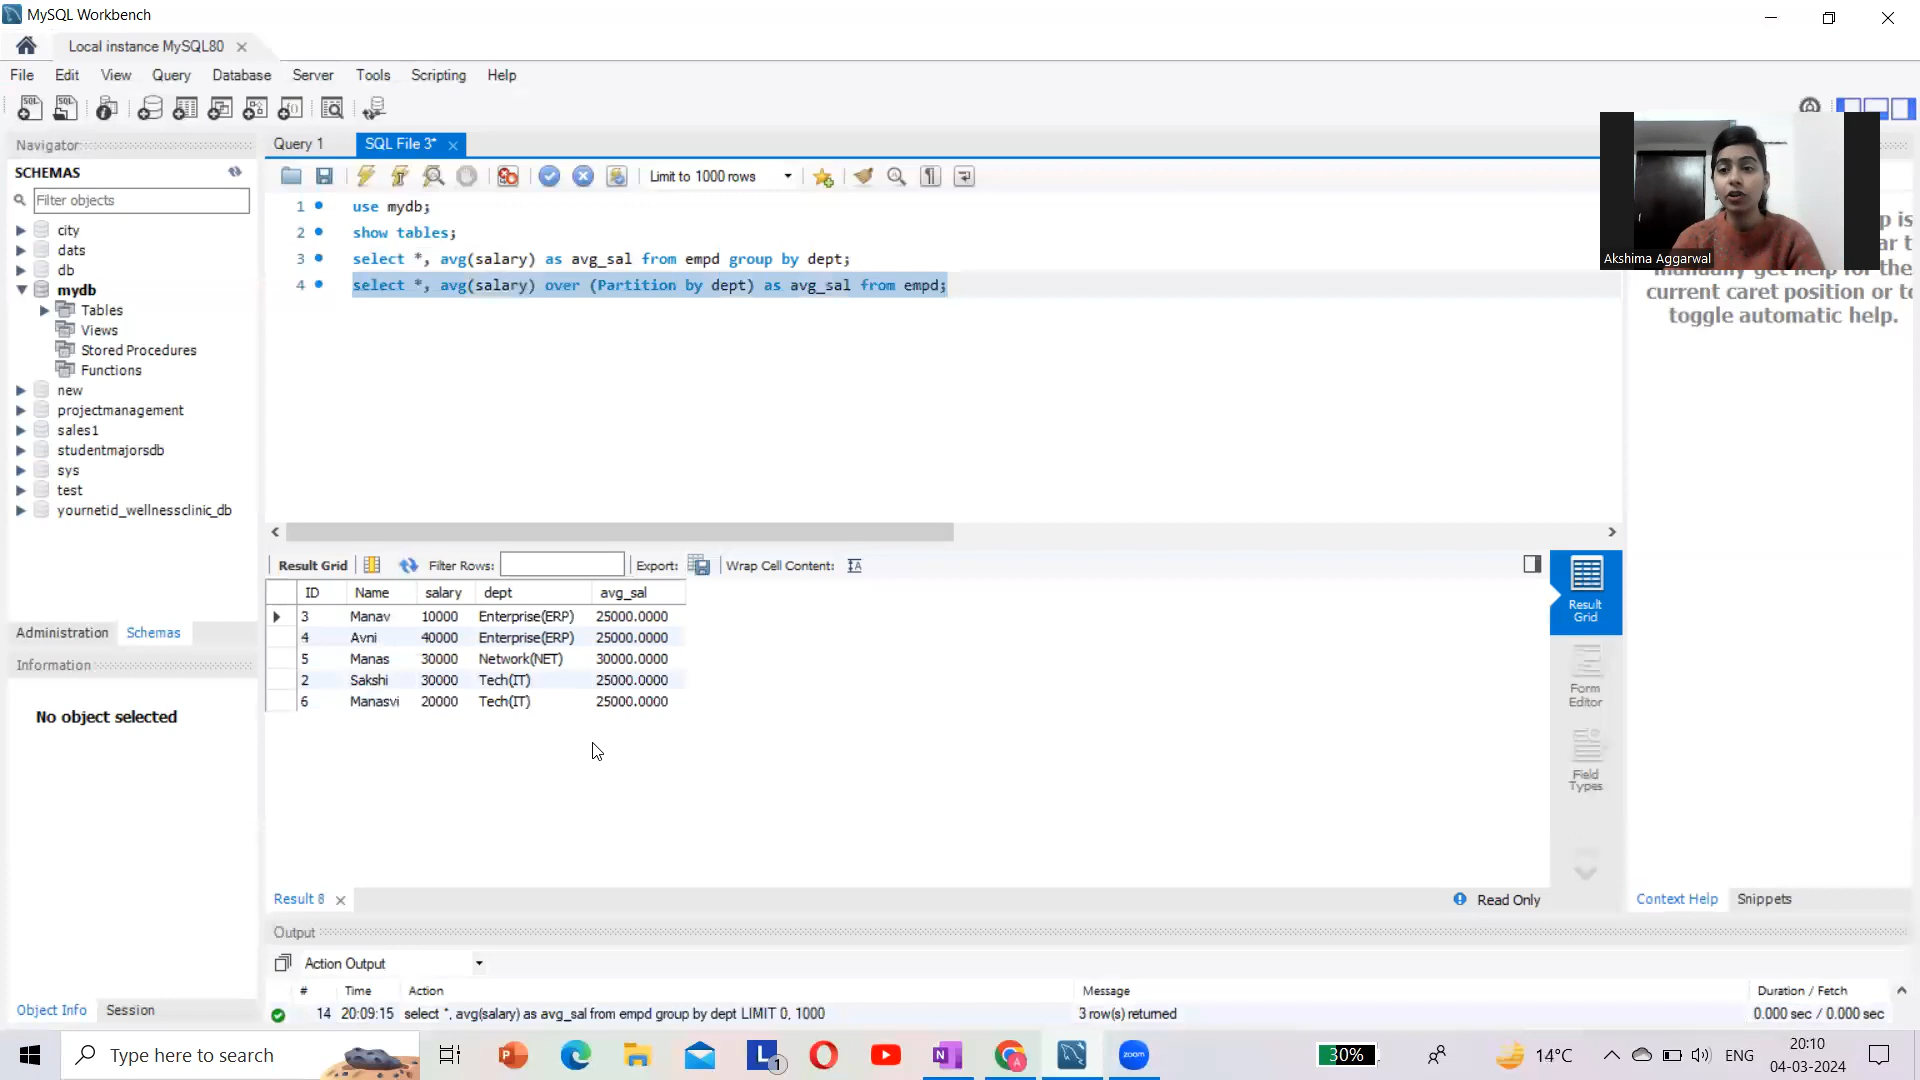 MySQL Workbench
Local instance MySQL80
File Edit View Query Database Server Tools Scripting Help
Navigator
Query 1 SQL File 3*
SCHEMAS
Limit to 1000 rows
Filter objects
city
dats
db
mydb
Tables
Views
Stored Procedures
Functions
new
projectmanagement
sales1
studentmajorsdb
sys
test
yournetid_wellnessclinic_db
1 use mydb;
2 show tables;
3 select *, avg(salary) as avg_sal from empd group by dept;
4 select *, avg(salary) over (Partition by dept) as avg_sal from empd;
Akshima Aggarwal
manually get help for the
current caret position or to
toggle automatic help.
Administration Schemas
Information
No object selected
Result Grid Filter Rows: Export: Wrap Cell Content:
ID Name salary dept avg_sal
3 Manav 10000 Enterprise(ERP) 25000.0000
4 Avni 40000 Enterprise(ERP) 25000.0000
5 Manas 30000 Network(NET) 30000.0000
2 Sakshi 30000 Tech(IT) 25000.0000
6 Manasvi 20000 Tech(IT) 25000.0000
Result
Grid
Form
Editor
Field
Types
Result 8
Read Only
Context Help Snippets
Output
Action Output
# Time Action Message Duration / Fetch
14 20:09:15 select *, avg(salary) as avg_sal from empd group by dept LIMIT 0, 1000 3 row(s) returned 0.000 sec / 0.000 sec
Object Info Session
Type here to search
L
1
zoom
30%
14°C
ENG
20:10
04-03-2024